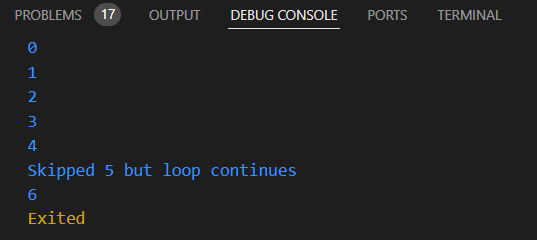 PROBLEMS 17 OUTPUT DEBUG CONSOLE PORTS TERMINAL
0
1
2
3
4
Skipped 5 but loop continues
6
Exited